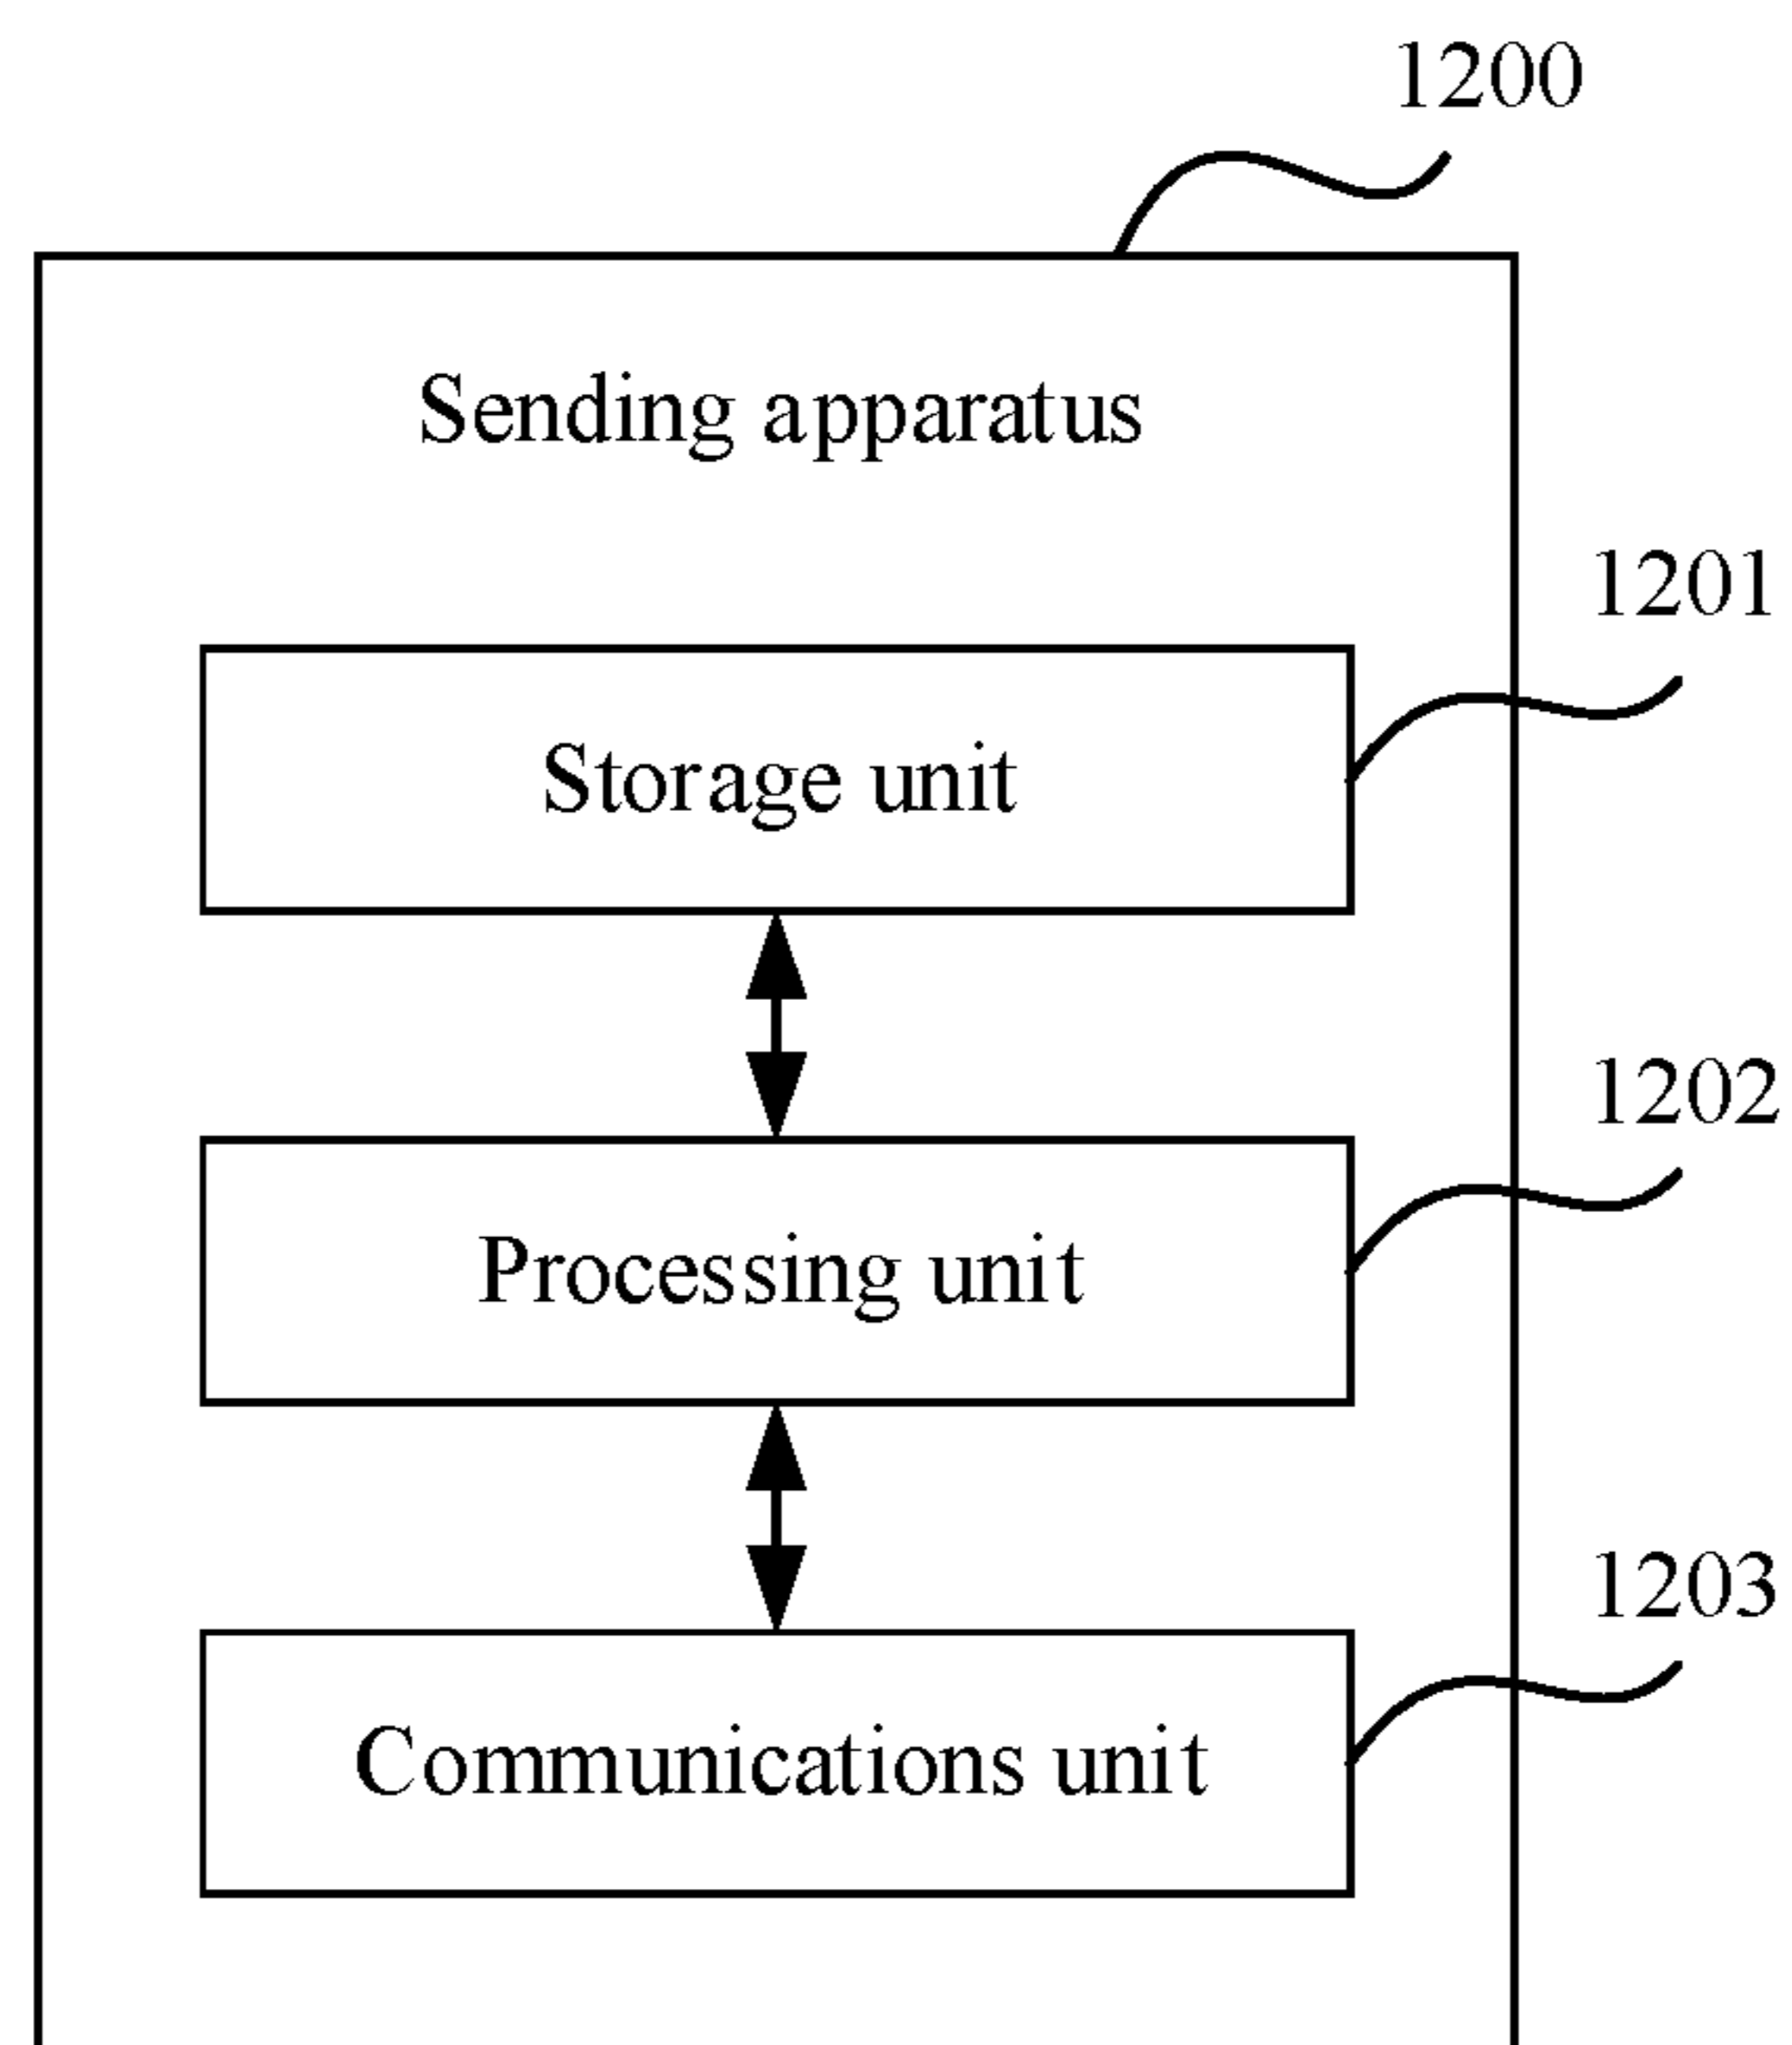 1200
Sending apparatus
1201
Storage unit
1202
Processing unit
1203
Communications unit